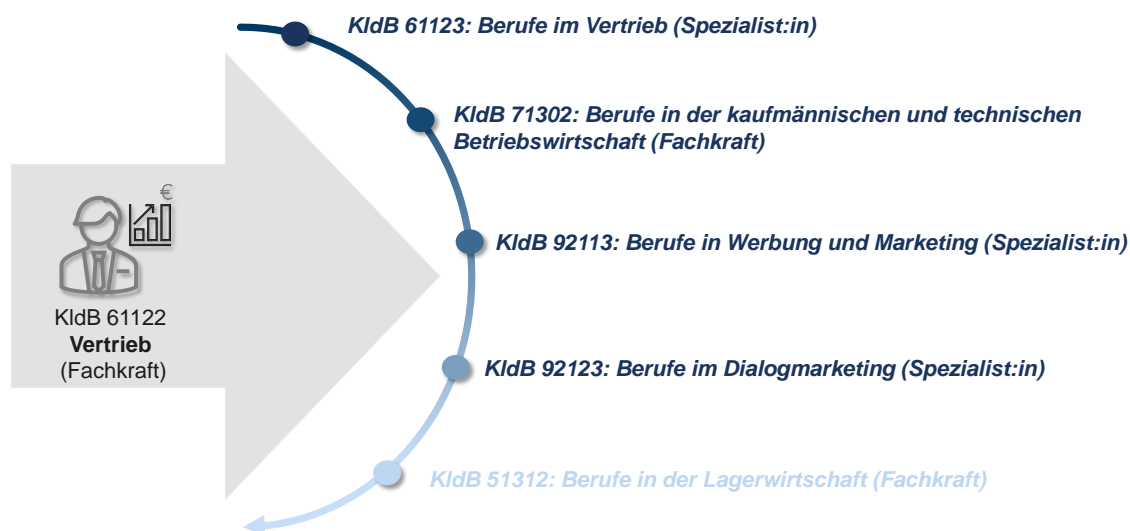 KldB 61123: Berufe im Vertrieb (Spezialist:in)
KldB 71302: Berufe in der kaufmännischen und technischen
Betriebswirtschaft (Fachkraft)
€
KldB 92113: Berufe in Werbung und Marketing (Spezialist:in)
KldB 61122
Vertrieb
(Fachkraft)
KldB 92123: Berufe im Dialogmarketing (Spezialist:in)
KldB 51312: Berufe in der Lagerwirtschaft (Fachkraft)